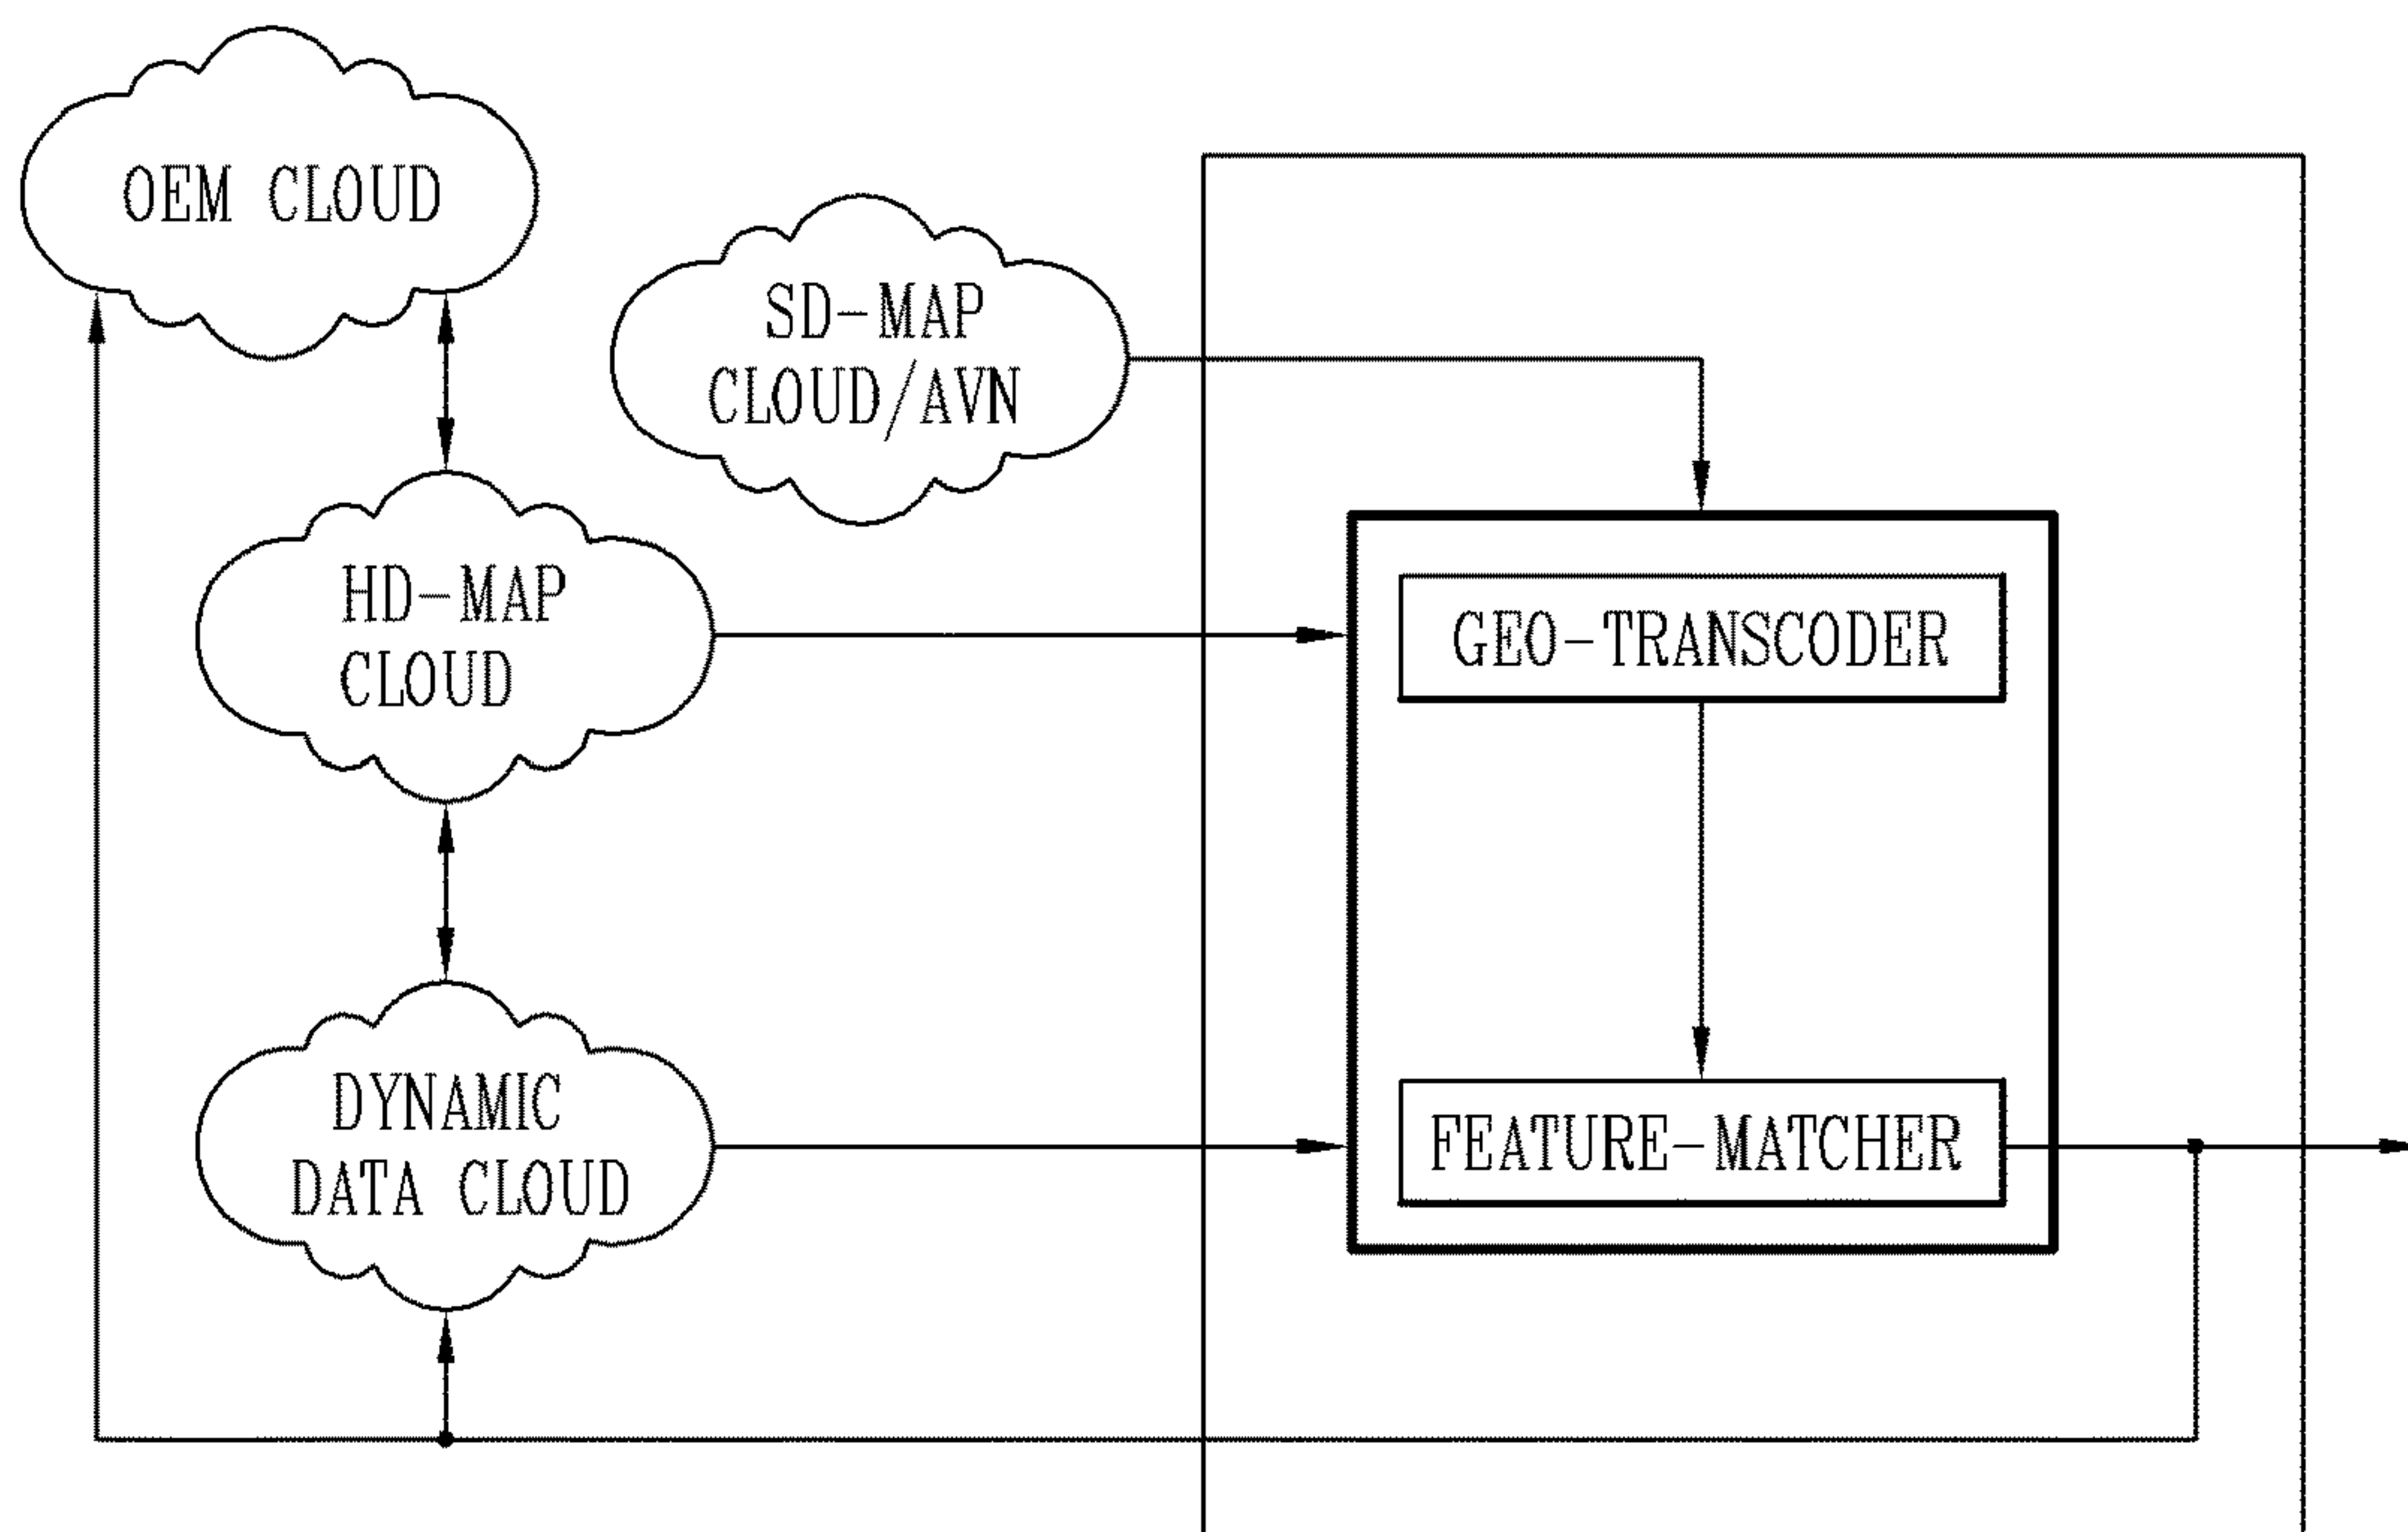 OEM CLOUD
SD-MAP
CLOUD/AVN
HD-MAP
CLOUD
GEO-TRANSCODER
DYNAMIC
DATA CLOUD
FEATURE-MATCHER